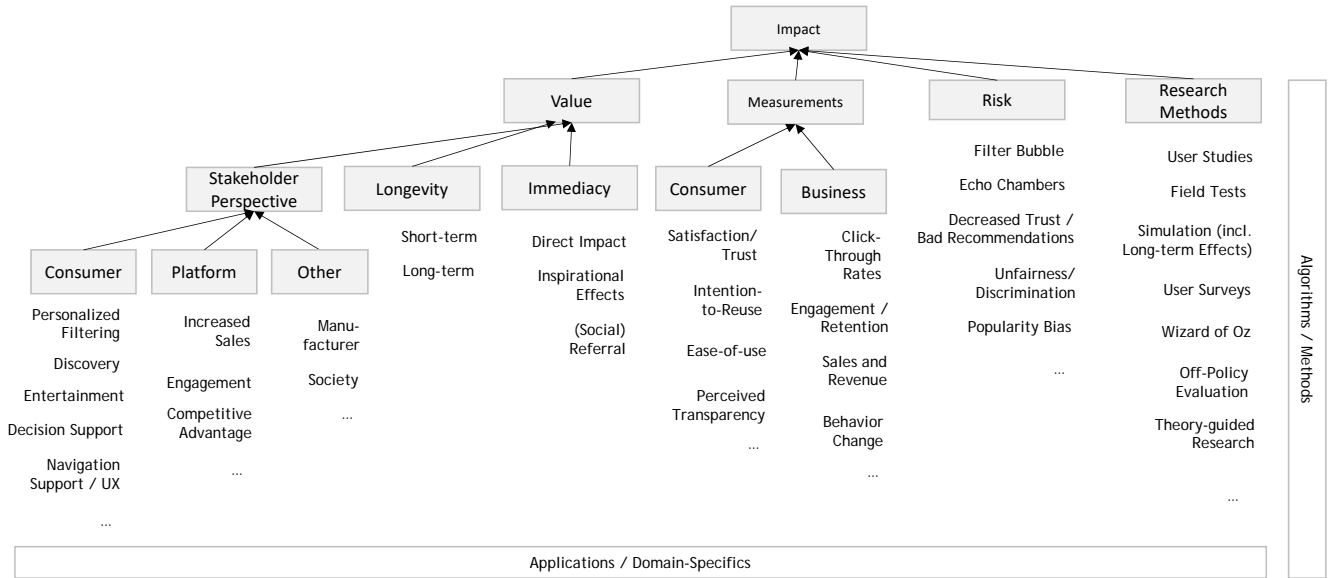 Impact
Value
Measurements
Risk
Research
Methods
Stakeholder
Perspective
Longevity
Immediacy
Consumer
Business
Consumer
Platform
Other
Personalized
Filtering
Discovery
Entertainment
Decision Support
Navigation
Support / UX
...
Increased
Sales
Engagement
Competitive
Advantage
...
Manu-
facturer
Society
...
Short-term
Long-term
Direct Impact
Inspirational
Effects
(Social)
Referral
Satisfaction/
Trust
Intention-
to-Reuse
Ease-of-use
Perceived
Transparency
...
Click-
Through
Rates
Engagement /
Retention
Sales and
Revenue
Behavior
Change
...
Filter Bubble
Echo Chambers
Decreased Trust /
Bad Recommendations
Unfairness/
Discrimination
Popularity Bias
...
User Studies
Field Tests
Simulation (incl.
Long-term Effects)
User Surveys
Wizard of Oz
Off-Policy
Evaluation
Theory-guided
Research
...
Algorithms / Methods
Applications / Domain-Specifics